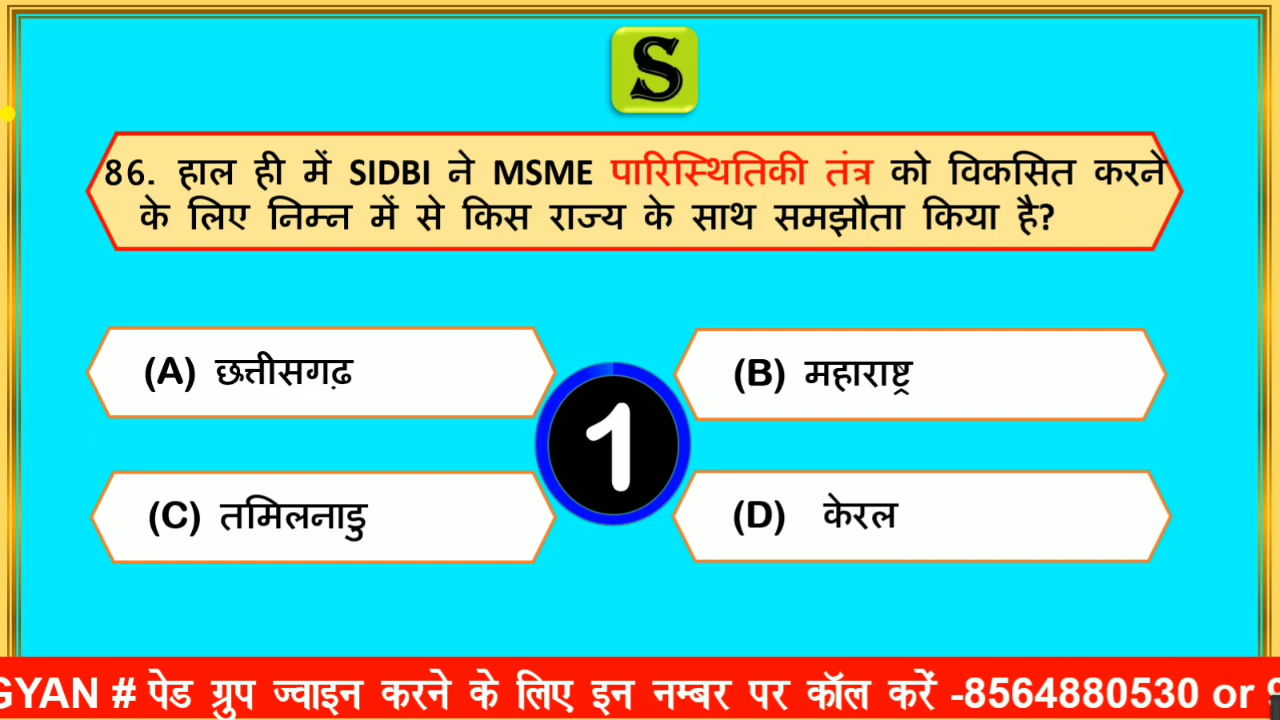 S
86. हाल ही में SIDBI ने MSME पारिस्थितिकी तंत्र को विकसित करने
के लिए निम्न में से किस राज्य के साथ समझौता किया है?
(A) छत्तीसगढ़
(B) महाराष्ट्र
1
(C) तमिलनाडु
(D) केरल
GYAN # पेड ग्रुप ज्वाइन करने के लिए इन नम्बर पर कॉल करें -8564880530 or